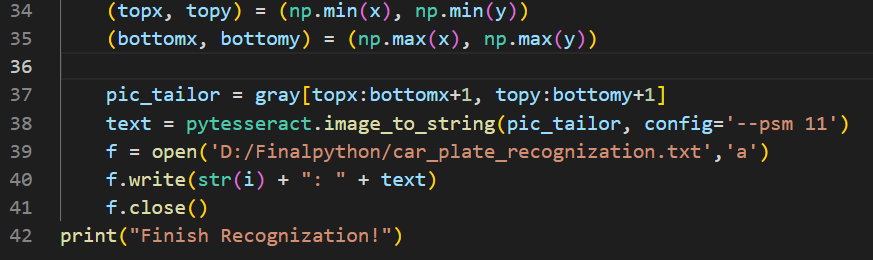 34 (topx, topy) = (np.min(x), np.min(y))
35 (bottomx, bottomy) = (np.max(x), np.max(y))
36
37 pic_tailor = gray[topx:bottomx+1, topy:bottomy+1]
38 text = pytesseract.image_to_string(pic_tailor, config='--psm 11')
39 f = open('D:/Finalpython/car_plate_recognization.txt','a')
40 f.write(str(i) + ": " + text)
41 f.close()
42 print("Finish Recognization!")